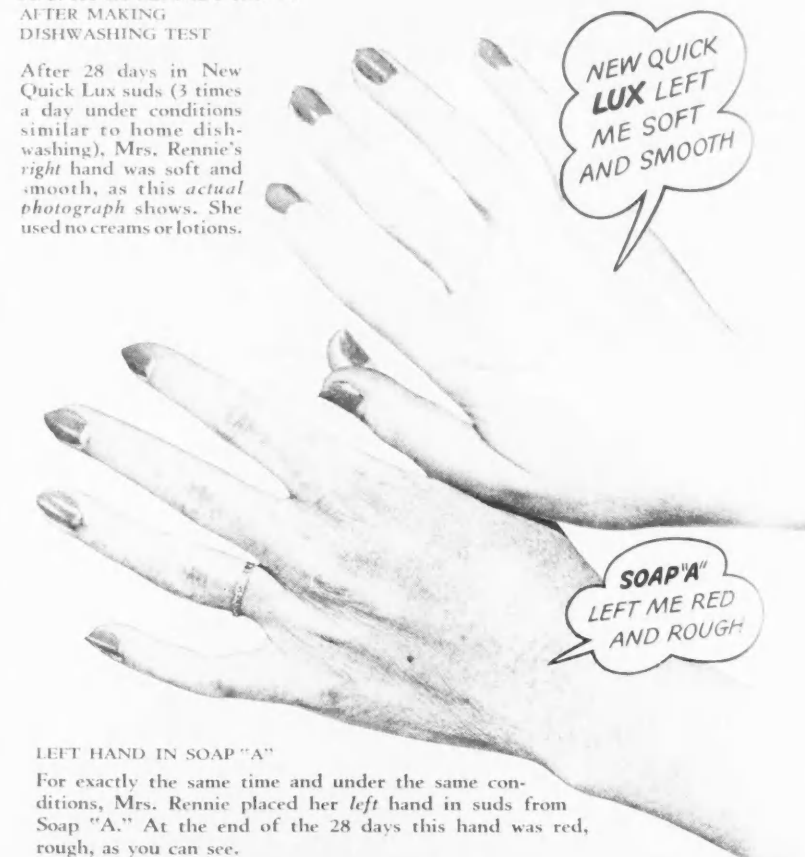 AFTER MAKING
DISHWASHING TEST
After 28 days in New
Quick Lux suds (3 times
a day under conditions
similar to home dish-
washing), Mrs. Rennie's
right hand was soft and
smooth, as this actual
photograph shows. She
used no creams or lotions.
NEW QUICK
LUX LEFT
ME SOFT
AND SMOOTH
SOAP "A"
LEFT ME RED
AND ROUGH
LEFT HAND IN SOAP "A"
For exactly the same time and under the same con-
ditions, Mrs. Rennie placed her left hand in suds from
Soap "A." At the end of the 28 days this hand was red,
rough, as you can see.